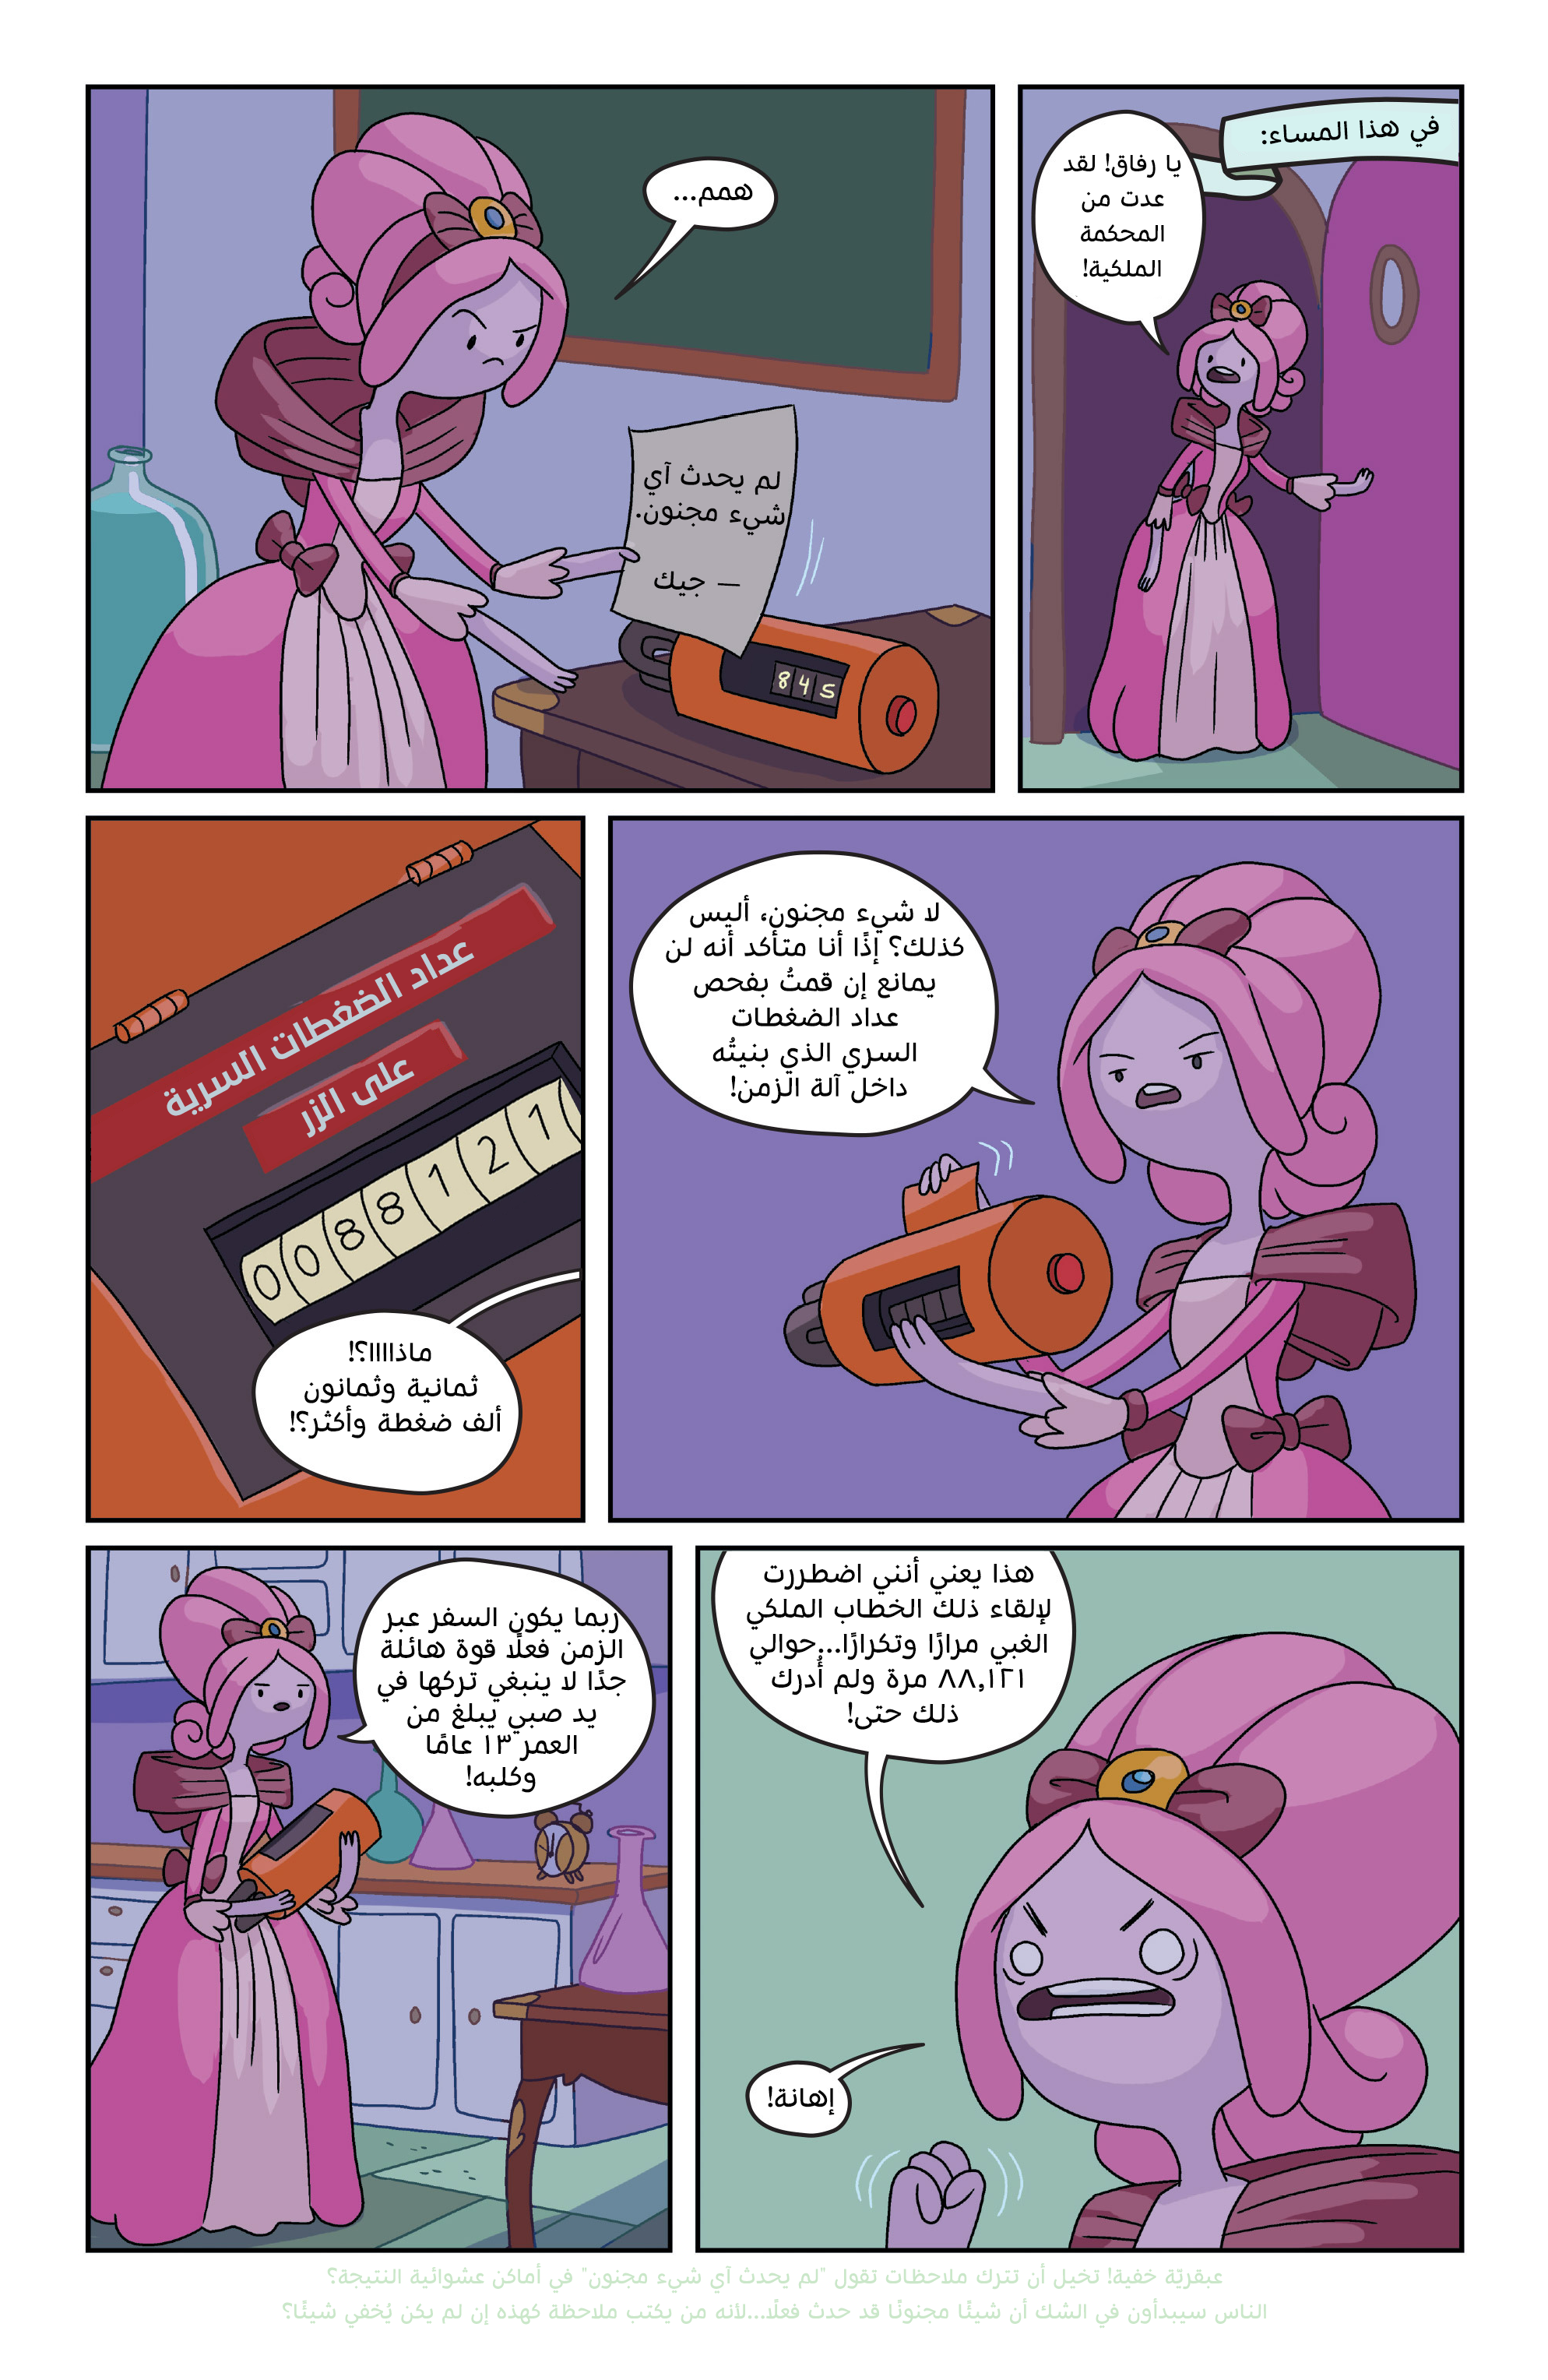 في هذا المساء:
يا رفاق! لقد
عدت من
المحكمة
الملكية!
همم...
لم يحدث آي
شيء مجنون.
— جيك
84S
لا شيء مجنون، أليس
كذلك؟ إذًا أنا متأكد أنه لن
يمانع إن قمتُ بفحص
عداد الضغطات
السري الذي بنيتُه
داخل آلة الزمن!
عداد الضغطات السرية
على الزر
0088121
ماذااااا؟!
ثمانية وثمانون
ألف ضغطة وأكثر؟!
هذا يعني أنني اضطررت
لإلقاء ذلك الخطاب الملكي
الغبي مرارًا وتكرارًا...حوالي
٨٨,١٢١ مرة ولم أُدرك
ذلك حتى!
إهانة!
ربما يكون السفر عبر
الزمن فعلًا قوة هائلة
جدًا لا ينبغي تركها في
يد صبي يبلغ من
العمر ١٣ عامًا
وكلبه!
عبقريّة خفية! تخيل أن تترك ملاحظات تقول "لم يحدث آي شيء مجنون" في أماكن عشوائية النتيجة؟
الناس سيبدأون في الشك أن شيئًا مجنونًا قد حدث فعلًا...لأنه من يكتب ملاحظة كهذه إن لم يكن يُخفي شيئًا؟